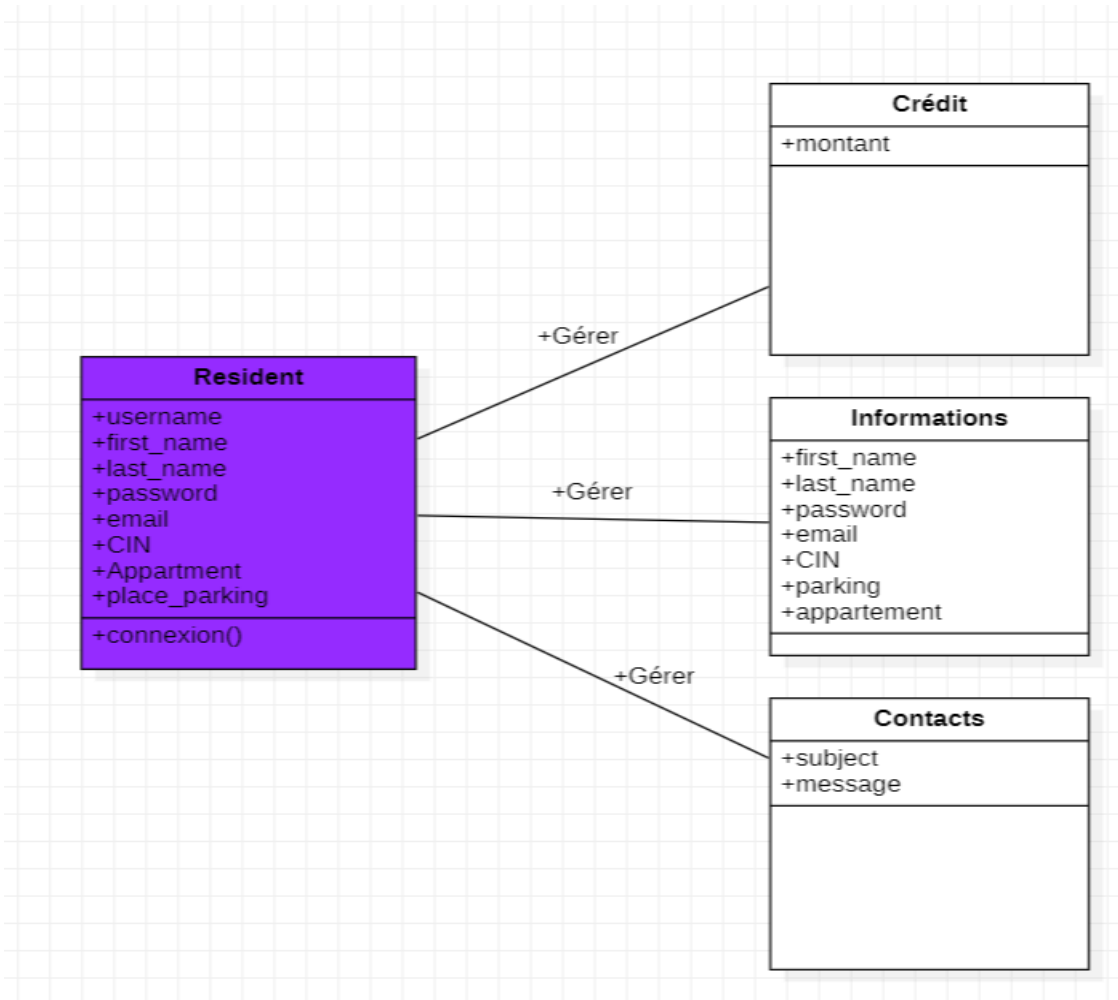 Crédit
+montant
+Gérer
Resident
+username
+first_name
+last_name
+password
+email
+CIN
+Appartment
+place_parking
+connexion()
+Gérer
Informations
+first_name
+last_name
+password
+email
+CIN
+parking
+appartement
+Gérer
Contacts
+subject
+message